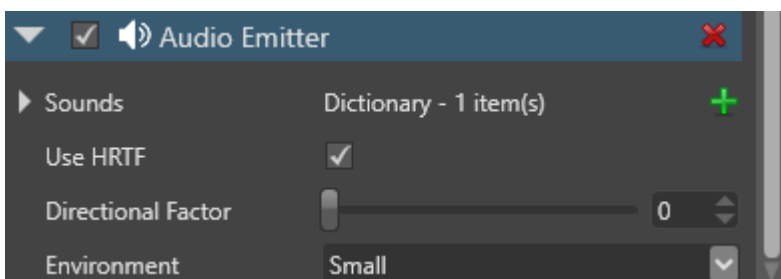 Audio Emitter
Sounds Dictionary - 1 item(s)
Use HRTF
Directional Factor 0
Environment Small